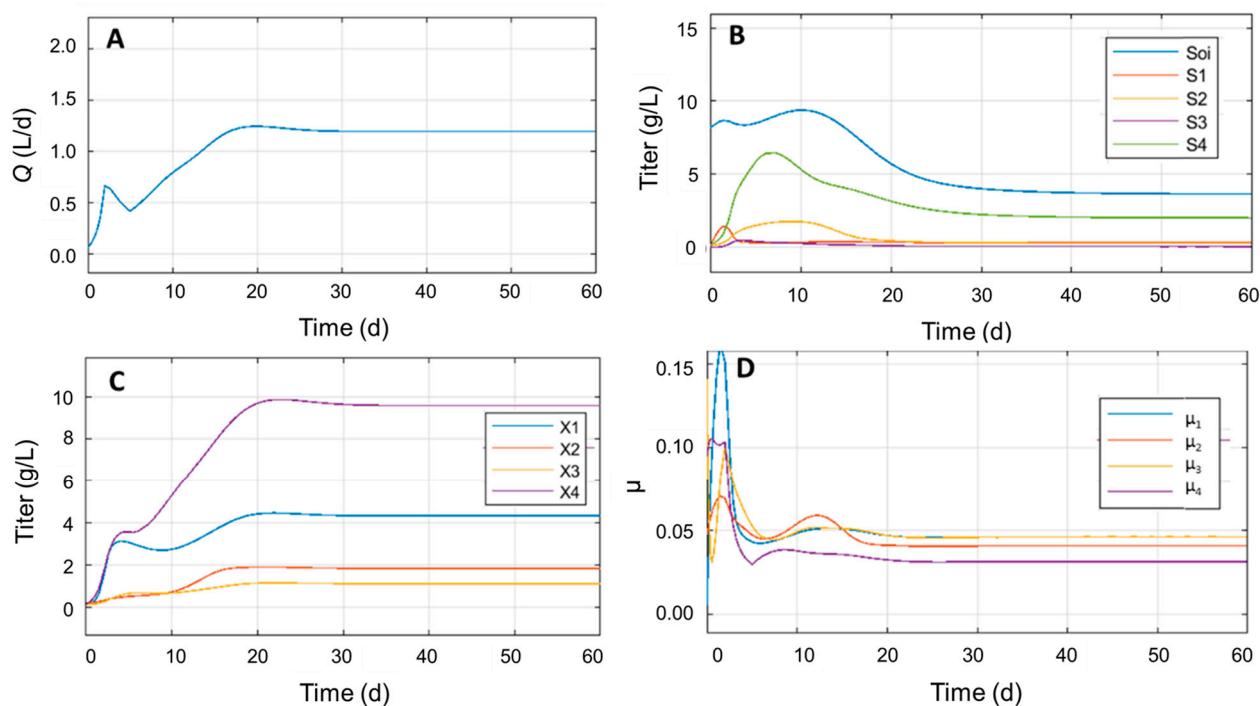 A
2.0
1.5
1.0
0.5
0.0
Q (L/d)
0 10 20 30 40 50 60
Time (d)
B
15
10
5
0
Titer (g/L)
Soi
S1
S2
S3
S4
0 10 20 30 40 50 60
Time (d)
C
10
8
6
4
2
0
Titer (g/L)
X1
X2
X3
X4
0 10 20 30 40 50 60
Time (d)
D
0.15
0.10
0.05
0.00
μ
μ₁
μ₂
μ₃
μ₄
0 10 20 30 40 50 60
Time (d)